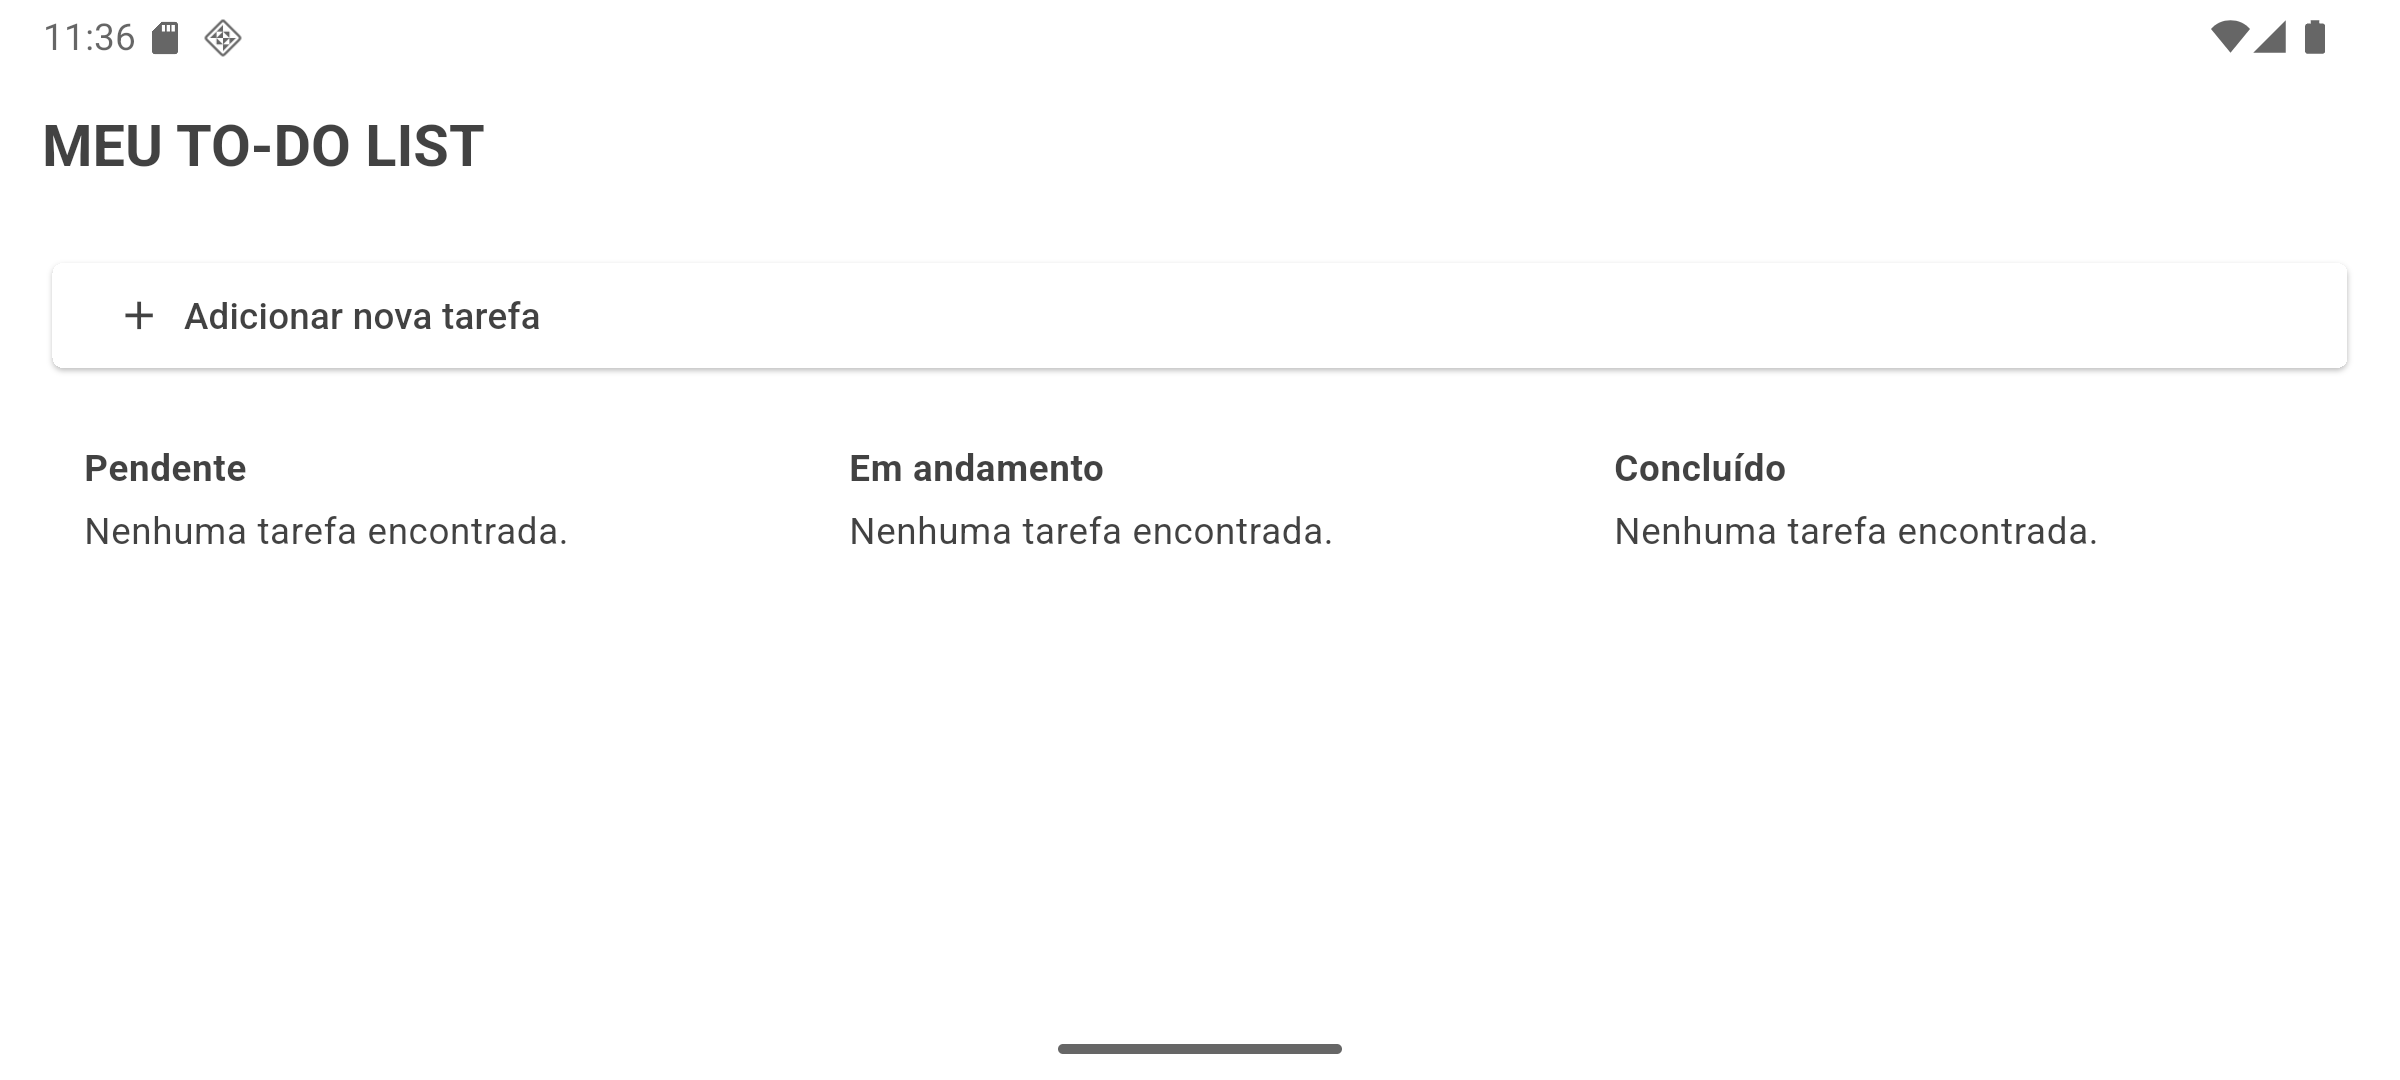 11:36
MEU TO-DO LIST
+ Adicionar nova tarefa
Pendente
Nenhuma tarefa encontrada.
Em andamento
Nenhuma tarefa encontrada.
Concluído
Nenhuma tarefa encontrada.